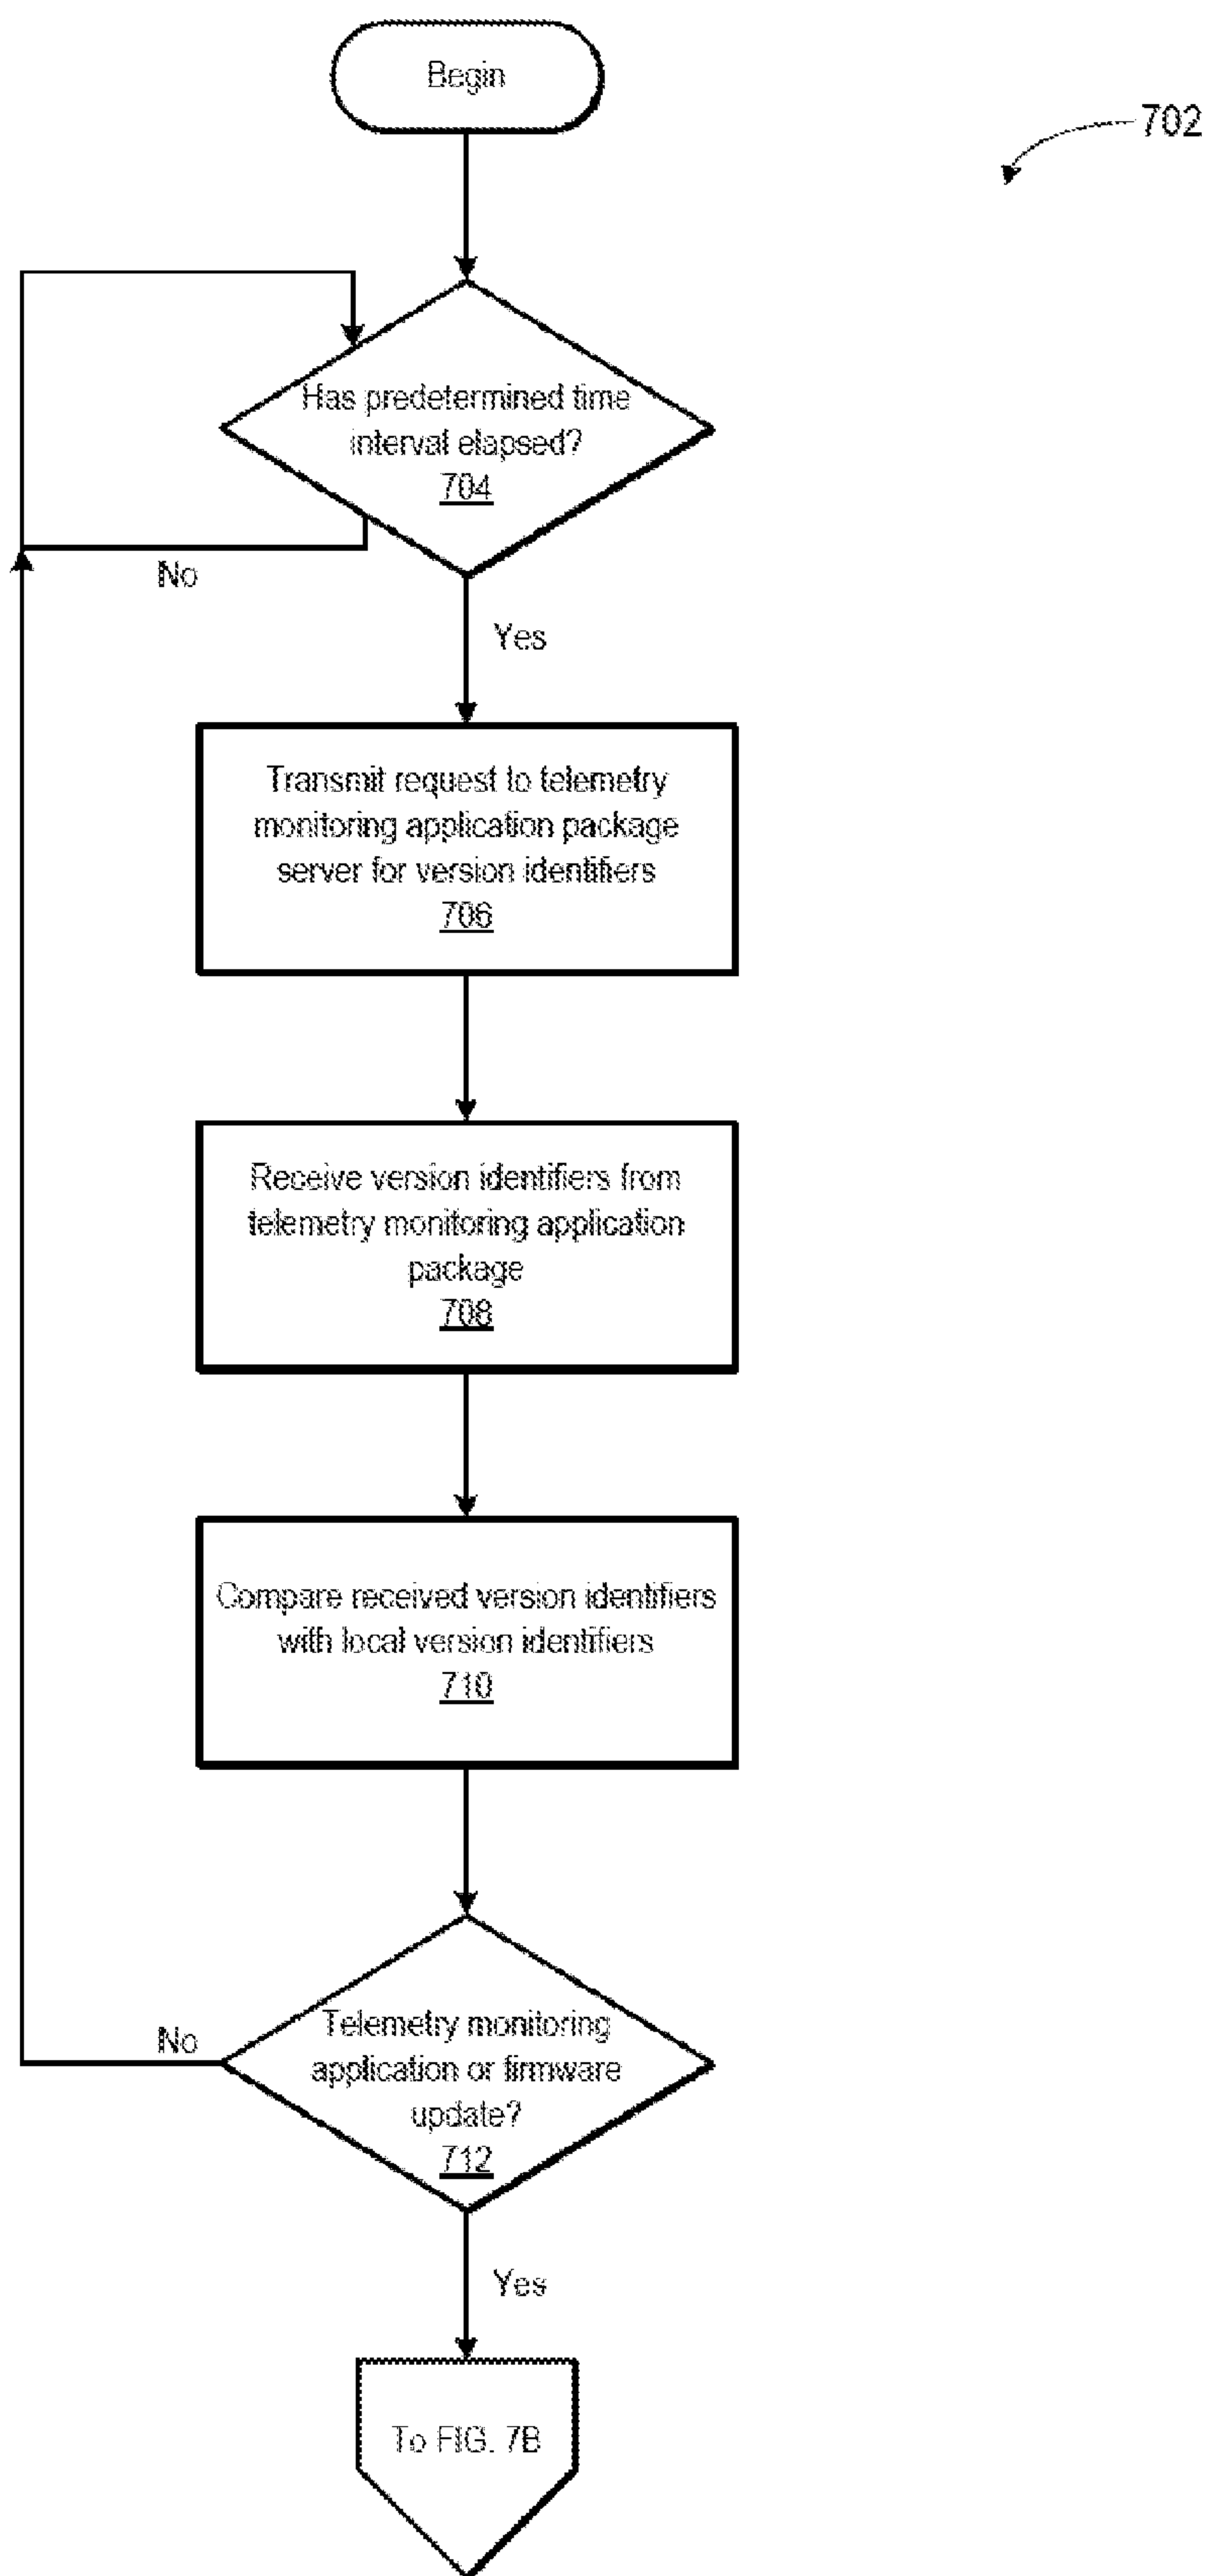 Begin
702
Has predetermined time
interval elapsed?
704
No
Yes
Transmit request to telemetry
monitoring application package
server for version identifiers
706
Receive version identifiers from
telemetry monitoring application
package
708
Compare received version identifiers
with local version identifiers
710
No
Telemetry monitoring
application or firmware
update?
712
Yes
To FIG. 7B